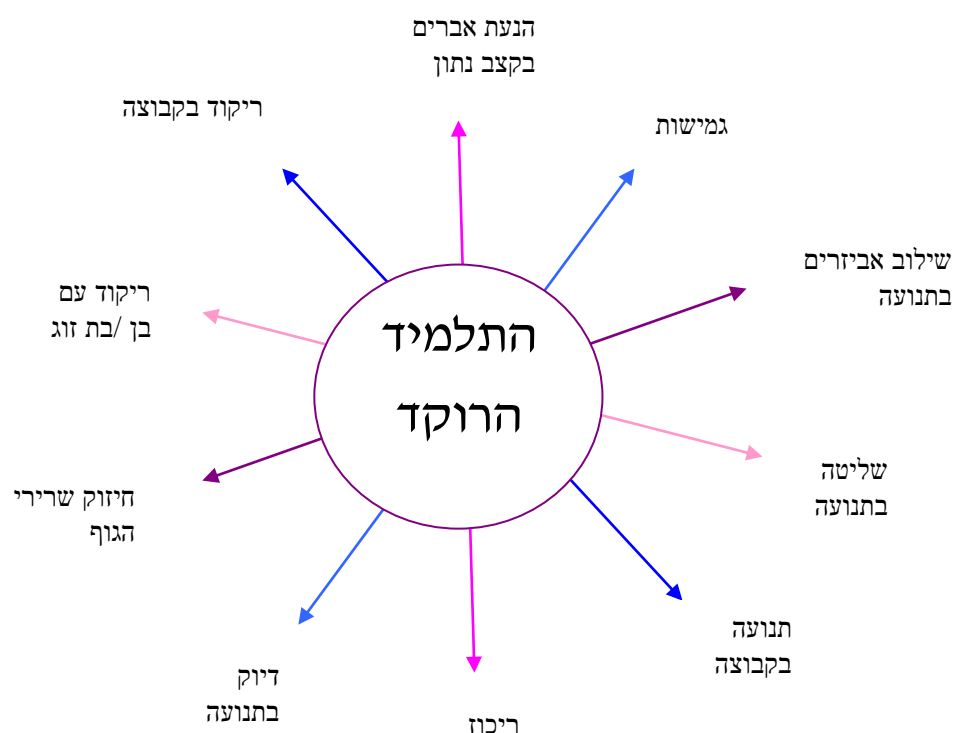 הנעת אברים
בקצב נתון
גמישות
שילוב אביזרים
בתנועה
שליטה
בתנועה
תנועה
בקבוצה
ריכוז
דיוק
בתנועה
חיזוק שרירי
הגוף
ריקוד עם
בן /בת זוג
ריקוד בקבוצה
התלמיד
הרוקד